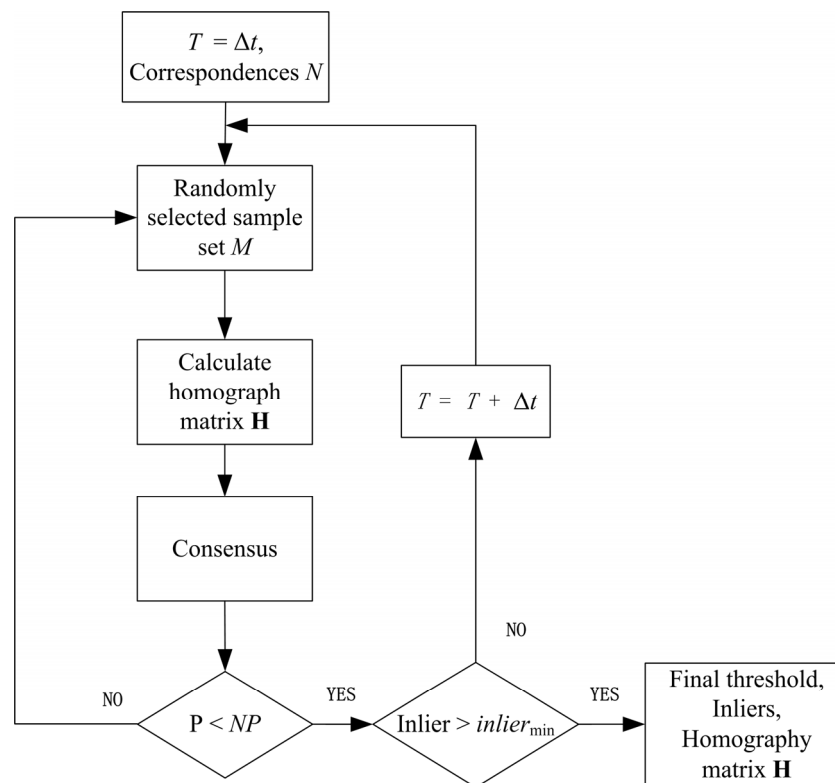 T = Δt,
Correspondences N
Randomly
selected sample
set M
Calculate
homograph
matrix H
T = T + Δt
Consensus
NO
NO
P < NP
YES
Inlier > inlier_min
YES
Final threshold,
Inliers,
Homography
matrix H